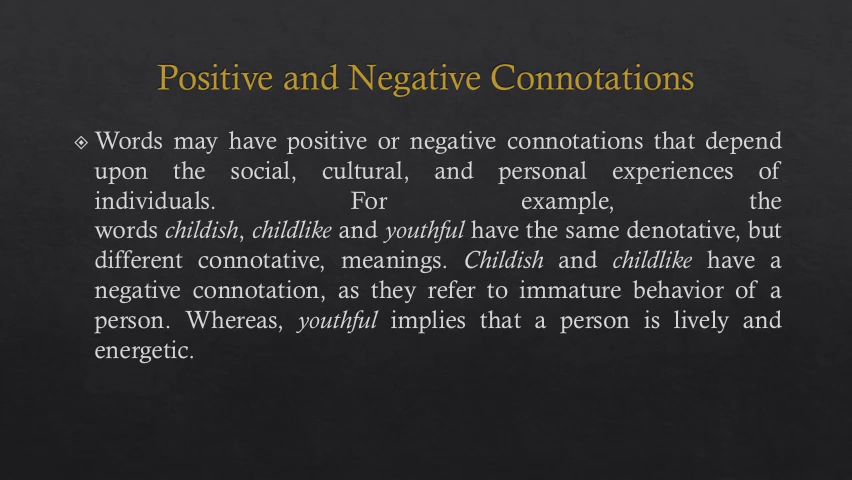 Positive and Negative Connotations
Words may have positive or negative connotations that depend
upon the social, cultural, and personal experiences of
individuals. For example, the
words childish, childlike and youthful have the same denotative, but
different connotative, meanings. Childish and childlike have a
negative connotation, as they refer to immature behavior of a
person. Whereas, youthful implies that a person is lively and
energetic.